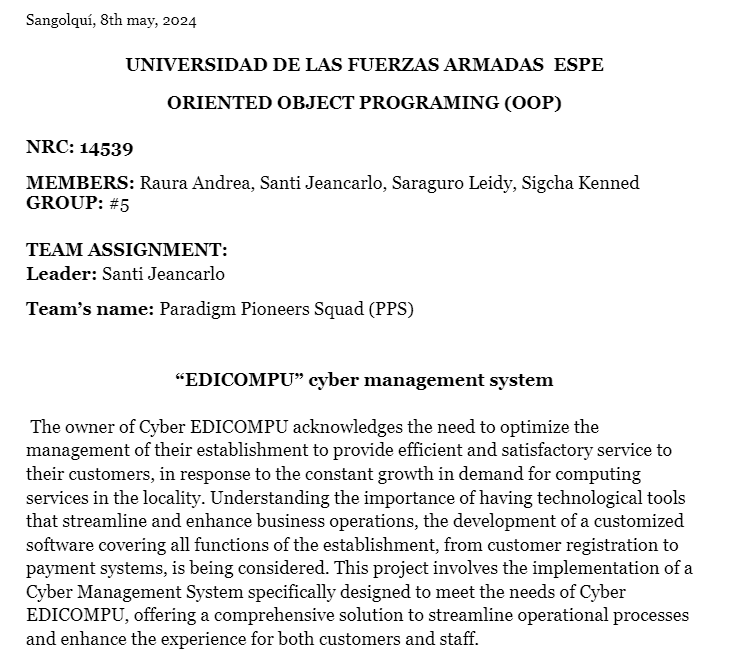 Sangolquí, 8th may, 2024
UNIVERSIDAD DE LAS FUERZAS ARMADAS  ESPE
ORIENTED OBJECT PROGRAMING (OOP)
NRC: 14539
MEMBERS: Raura Andrea, Santi Jeancarlo, Saraguro Leidy, Sigcha Kenned
GROUP: #5
TEAM ASSIGNMENT:
Leader: Santi Jeancarlo
Team’s name: Paradigm Pioneers Squad (PPS)
“EDICOMPU” cyber management system
The owner of Cyber EDICOMPU acknowledges the need to optimize the
management of their establishment to provide efficient and satisfactory service to
their customers, in response to the constant growth in demand for computing
services in the locality. Understanding the importance of having technological tools
that streamline and enhance business operations, the development of a customized
software covering all functions of the establishment, from customer registration to
payment systems, is being considered. This project involves the implementation of a
Cyber Management System specifically designed to meet the needs of Cyber
EDICOMPU, offering a comprehensive solution to streamline operational processes
and enhance the experience for both customers and staff.